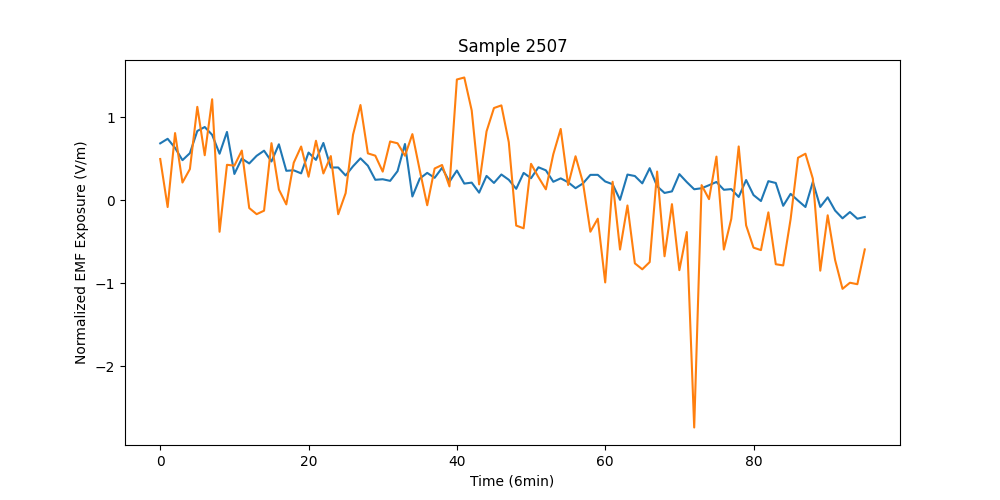 Sample 2507
Normalized EMF Exposure (V/m)
1
0
−1
−2
0 20 40 60 80
Time (6min)